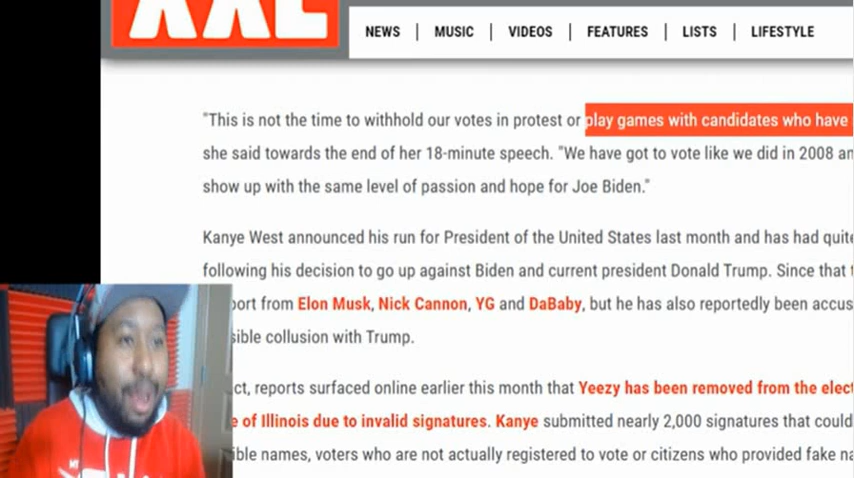 XXL
NEWS | MUSIC | VIDEOS | FEATURES | LISTS | LIFESTYLE
"This is not the time to withhold our votes in protest or play games with candidates who have
she said towards the end of her 18-minute speech. "We have got to vote like we did in 2008 an
show up with the same level of passion and hope for Joe Biden."
Kanye West announced his run for President of the United States last month and has had quite
following his decision to go up against Biden and current president Donald Trump. Since that t
ort from Elon Musk, Nick Cannon, YG and DaBaby, but he has also reportedly been accus
sible collusion with Trump.
ct, reports surfaced online earlier this month that Yeezy has been removed from the elect
e of Illinois due to invalid signatures. Kanye submitted nearly 2,000 signatures that could
ible names, voters who are not actually registered to vote or citizens who provided fake na